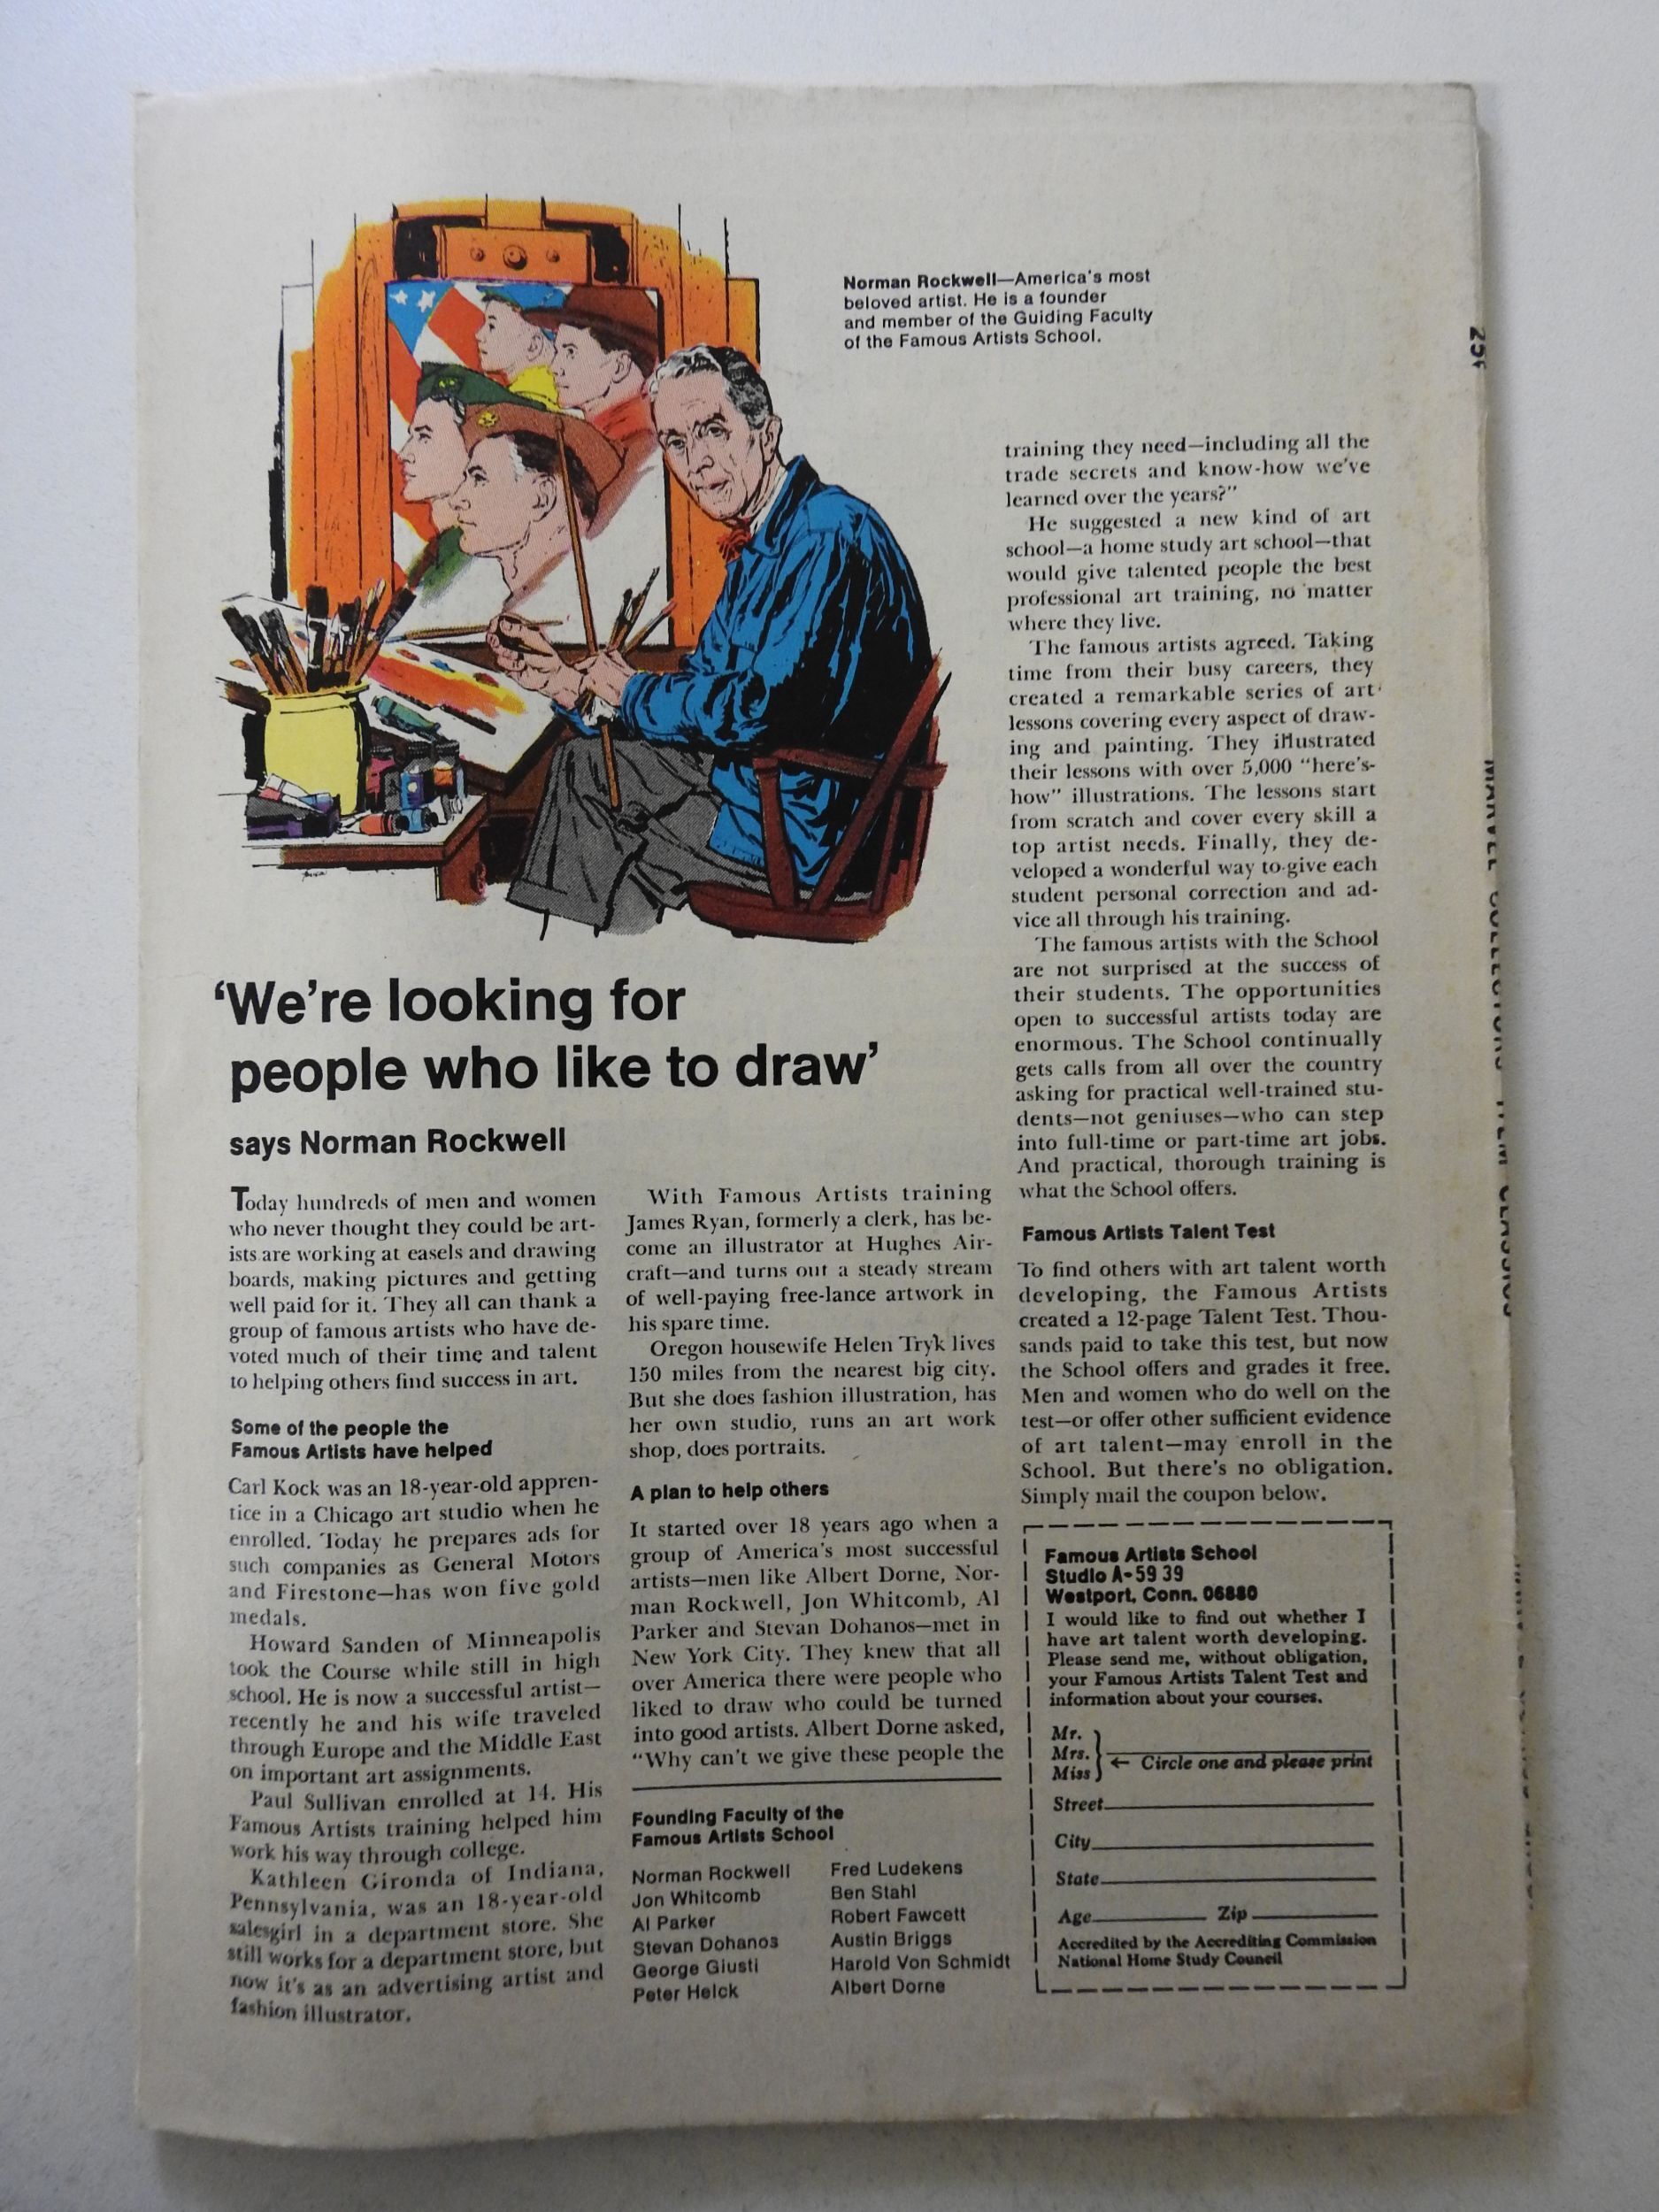 Norman Rockwell—America's most
beloved artist. He is a founder
and member of the Guiding Faculty
of the Famous Artists School.
'We're looking for
people who like to draw'
says Norman Rockwell
Today hundreds of men and women
who never thought they could be art-
ists are working at easels and drawing
boards, making pictures and getting
well paid for it. They all can thank a
group of famous artists who have de-
voted much of their time and talent
to helping others find success in art.
Some of the people the
Famous Artists have helped
Carl Kock was an 18-year-old appren-
tice in a Chicago art studio when he
enrolled. Today he prepares ads for
such companies as General Motors
and Firestone—has won five gold
medals.
Howard Sanden of Minneapolis
took the Course while still in high
school. He is now a successful artist—
recently he and his wife traveled
through Europe and the Middle East
on important art assignments.
Paul Sullivan enrolled at 14. His
Famous Artists training helped him
work his way through college.
Kathleen Gironda of Indiana,
Pennsylvania, was an 18-year-old
salesgirl in a department store. She
still works for a department store, but
now it's as an advertising artist and
fashion illustrator.
With Famous Artists training
James Ryan, formerly a clerk, has be-
come an illustrator at Hughes Air-
craft—and turns out a steady stream
of well-paying free-lance artwork in
his spare time.
Oregon housewife Helen Tryk lives
150 miles from the nearest big city.
But she does fashion illustration, has
her own studio, runs an art work
shop, does portraits.
A plan to help others
It started over 18 years ago when a
group of America's most successful
artists—men like Albert Dorne, Nor-
man Rockwell, Jon Whitcomb, Al
Parker and Stevan Dohanos—met in
New York City. They knew that all
over America there were people who
liked to draw who could be turned
into good artists. Albert Dorne asked,
"Why can't we give these people the
training they need—including all the
trade secrets and know-how we've
learned over the years?"
He suggested a new kind of art
school—a home study art school—that
would give talented people the best
professional art training, no matter
where they live.
The famous artists agreed. Taking
time from their busy careers, they
created a remarkable series of art
lessons covering every aspect of draw-
ing and painting. They illustrated
their lessons with over 5,000 "here's-
how" illustrations. The lessons start
from scratch and cover every skill a
top artist needs. Finally, they de-
veloped a wonderful way to give each
student personal correction and ad-
vice all through his training.
The famous artists with the School
are not surprised at the success of
their students. The opportunities
open to successful artists today are
enormous. The School continually
gets calls from all over the country
asking for practical well-trained stu-
dents—not geniuses—who can step
into full-time or part-time art jobs.
And practical, thorough training is
what the School offers.
Famous Artists Talent Test
To find others with art talent worth
developing, the Famous Artists
created a 12-page Talent Test. Thou-
sands paid to take this test, but now
the School offers and grades it free.
Men and women who do well on the
test—or offer other sufficient evidence
of art talent—may enroll in the
School. But there's no obligation.
Simply mail the coupon below.
Founding Faculty of the
Famous Artists School
Norman Rockwell
Jon Whitcomb
Al Parker
Stevan Dohanos
George Giusti
Peter Helck
Fred Ludekens
Ben Stahl
Robert Fawcett
Austin Briggs
Harold Von Schmidt
Albert Dorne
Famous Artists School
Studio A-59 39
Westport, Conn. 06880
I would like to find out whether I
have art talent worth developing.
Please send me, without obligation,
your Famous Artists Talent Test and
information about your courses.
Mr.
Mrs.
Miss
← Circle one and please print
Street
City
State
Age Zip
Accredited by the Accrediting Commission
National Home Study Council
25¢
MARVEL COLLECTORS' ITEM CLASSICS